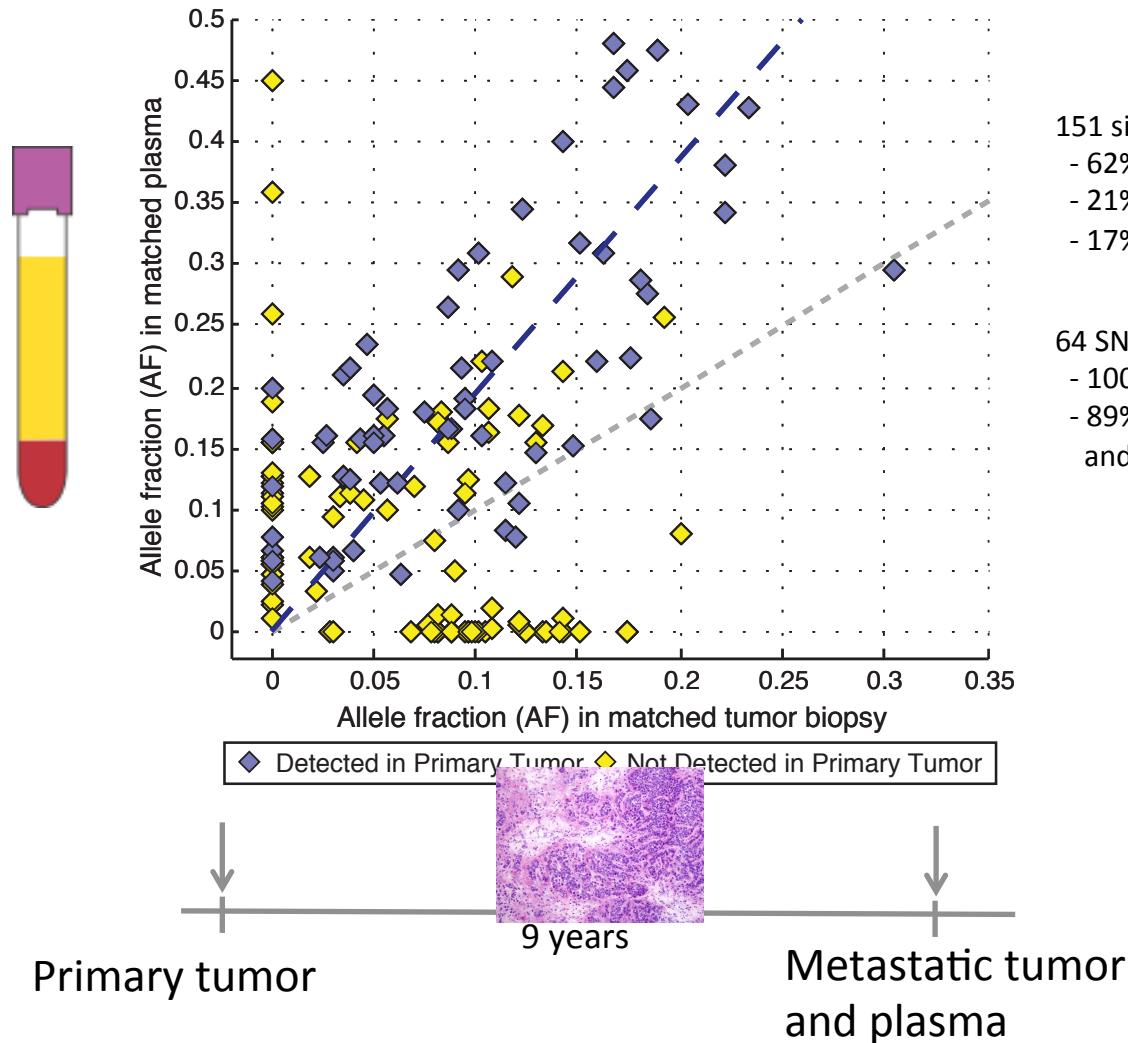 0.5
0.45
0.4
0.35
0.3
0.25
0.2
0.15
0.1
0.05
0
Allele fraction (AF) in matched plasma
0 0.05 0.1 0.15 0.2 0.25 0.3 0.35
Allele fraction (AF) in matched tumor biopsy
Detected in Primary Tumor Not Detected in Primary Tumor
151 si
- 62%
- 21%
- 17%
64 SN
- 100
- 89%
and
9 years
Primary tumor
Metastatic tumor
and plasma